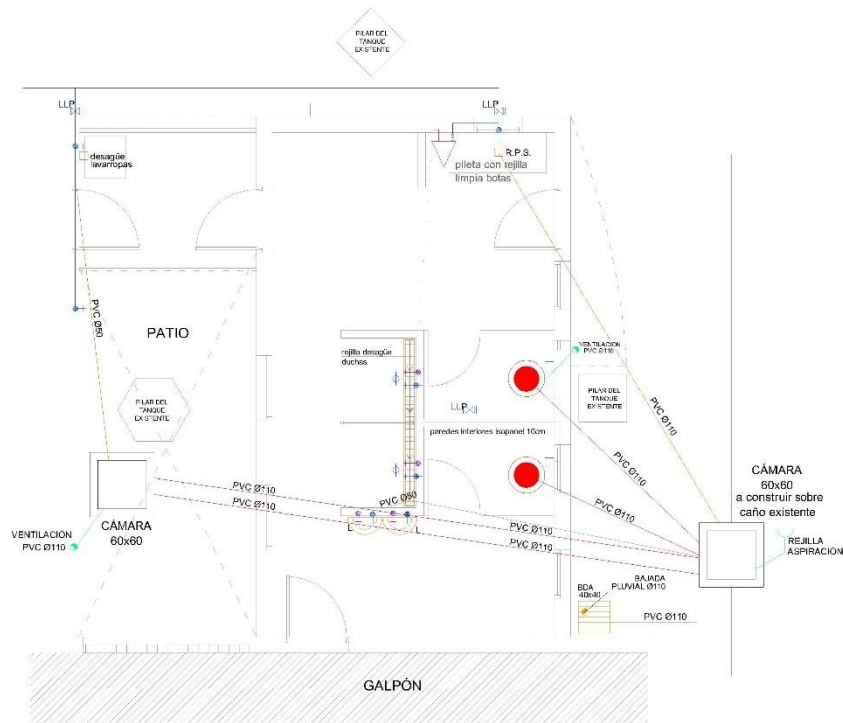 PILAR DEL
TANQUE
EXISTENTE
LLP
LLP
desagüe
lavarropas
R.P.S.
pileta con rejilla
limpia botas
PVC Ø50
PATIO
rejilla desagüe
duchas
VENTILACION
PVC Ø110
PILAR DEL
TANQUE
EXISTENTE
PILAR DEL
TANQUE
EXISTENTE
LLP
paredes interiores isopanel 10cm
PVC Ø110
PVC Ø110
PVC Ø110
PVC Ø110
PVC Ø110
PVC Ø50
PVC Ø110
PVC Ø110
CÁMARA
60x60
a construir sobre
caño existente
CÁMARA
60x60
VENTILACIÓN
PVC Ø110
L
L
REJILLA
ASPIRACIÓN
BDA
40x40
BAJADA
PLUVIAL Ø110
PVC Ø110
GALPÓN